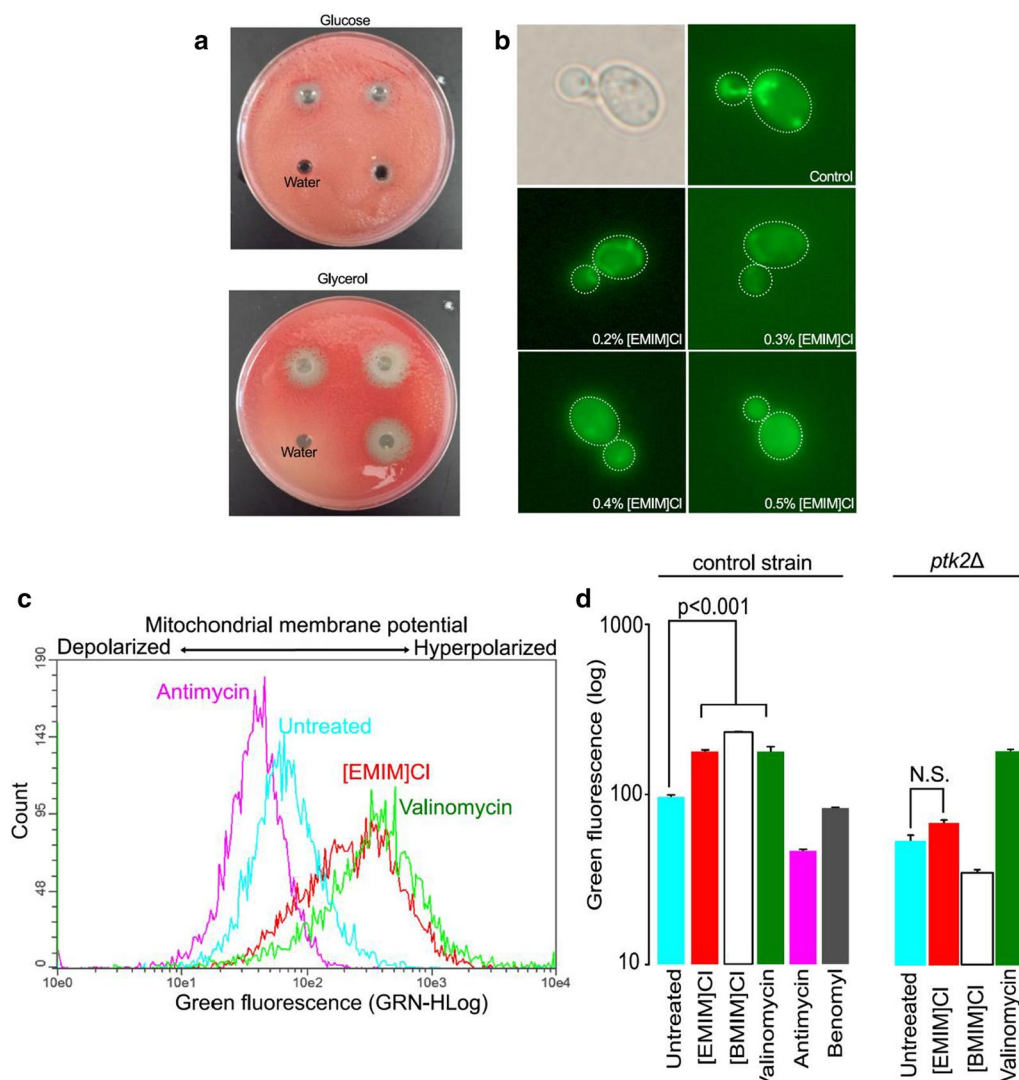 a
Glucose
Water
Glycerol
Water
b
Control
0.2% [EMIM]Cl
0.3% [EMIM]Cl
0.4% [EMIM]Cl
0.5% [EMIM]Cl
c
Mitochondrial membrane potential
Depolarized
Hyperpolarized
190
143
95
48
0
Count
Antimycin
Untreated
[EMIM]Cl
Valinomycin
10e0
10e1
10e2
10e3
10e4
Green fluorescence (GRN-HLog)
d
control strain
ptk2Δ
p<0.001
N.S.
1000
100
10
Green fluorescence (log)
Untreated
[EMIM]Cl
[BMIM]Cl
Valinomycin
Antimycin
Benomyl
Untreated
[EMIM]Cl
[BMIM]Cl
Valinomycin